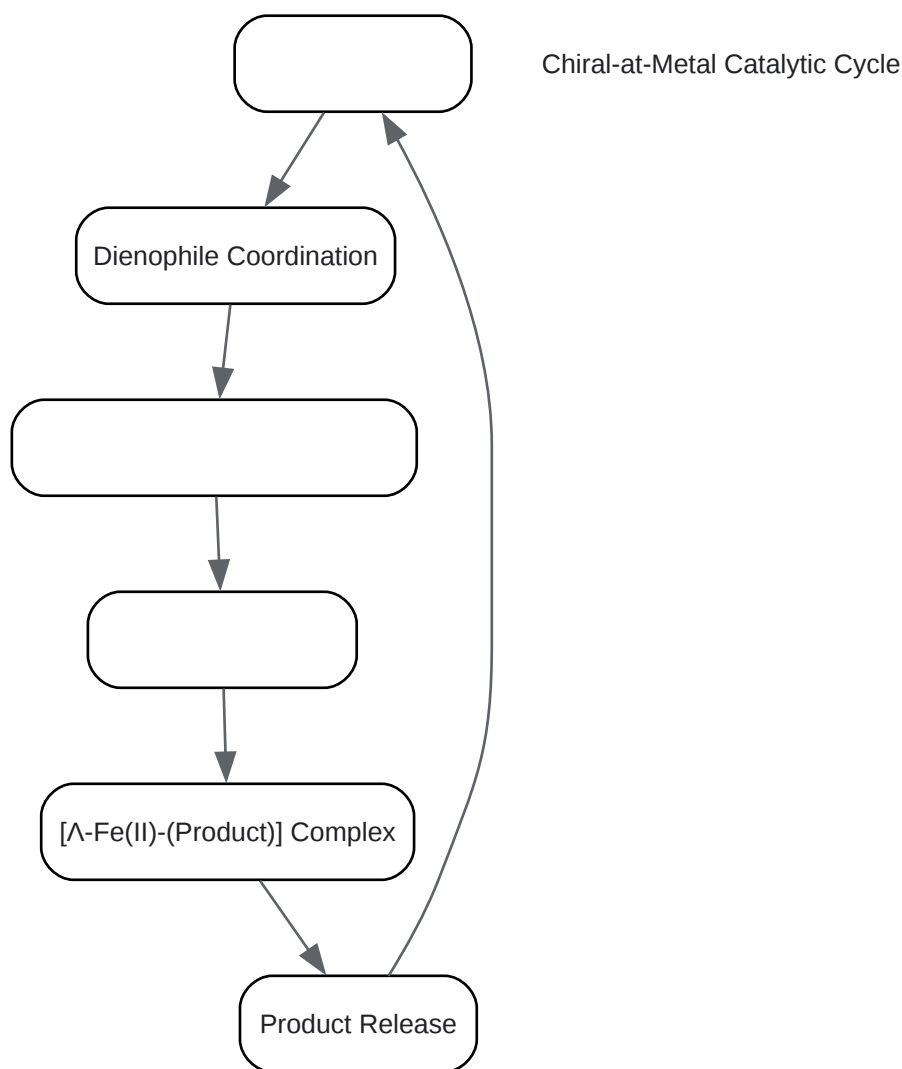 Chiral-at-Metal Catalytic Cycle
Dienophile Coordination
[Λ-Fe(II)-(Product)] Complex
Product Release